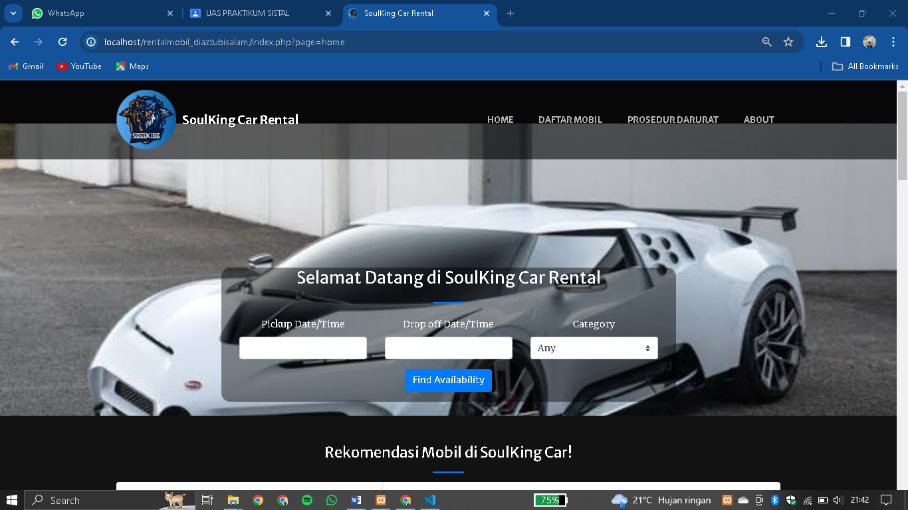 WhatsApp
UAS PRAKTIKUM SISTAL
SoulKing Car Rental
localhost/rentalmobil_diaztubisalam/index.php?page=home
Gmail
YouTube
Maps
All Bookmarks
SOULKING
SoulKing Car Rental
HOME
DAFTAR MOBIL
PROSEDUR DARURAT
ABOUT
Selamat Datang di SoulKing Car Rental
Pickup Date/Time
Drop off Date/Time
Category
Any
Find Availability
Rekomendasi Mobil di SoulKing Car!
Search
75%
21°C Hujan ringan
21:42